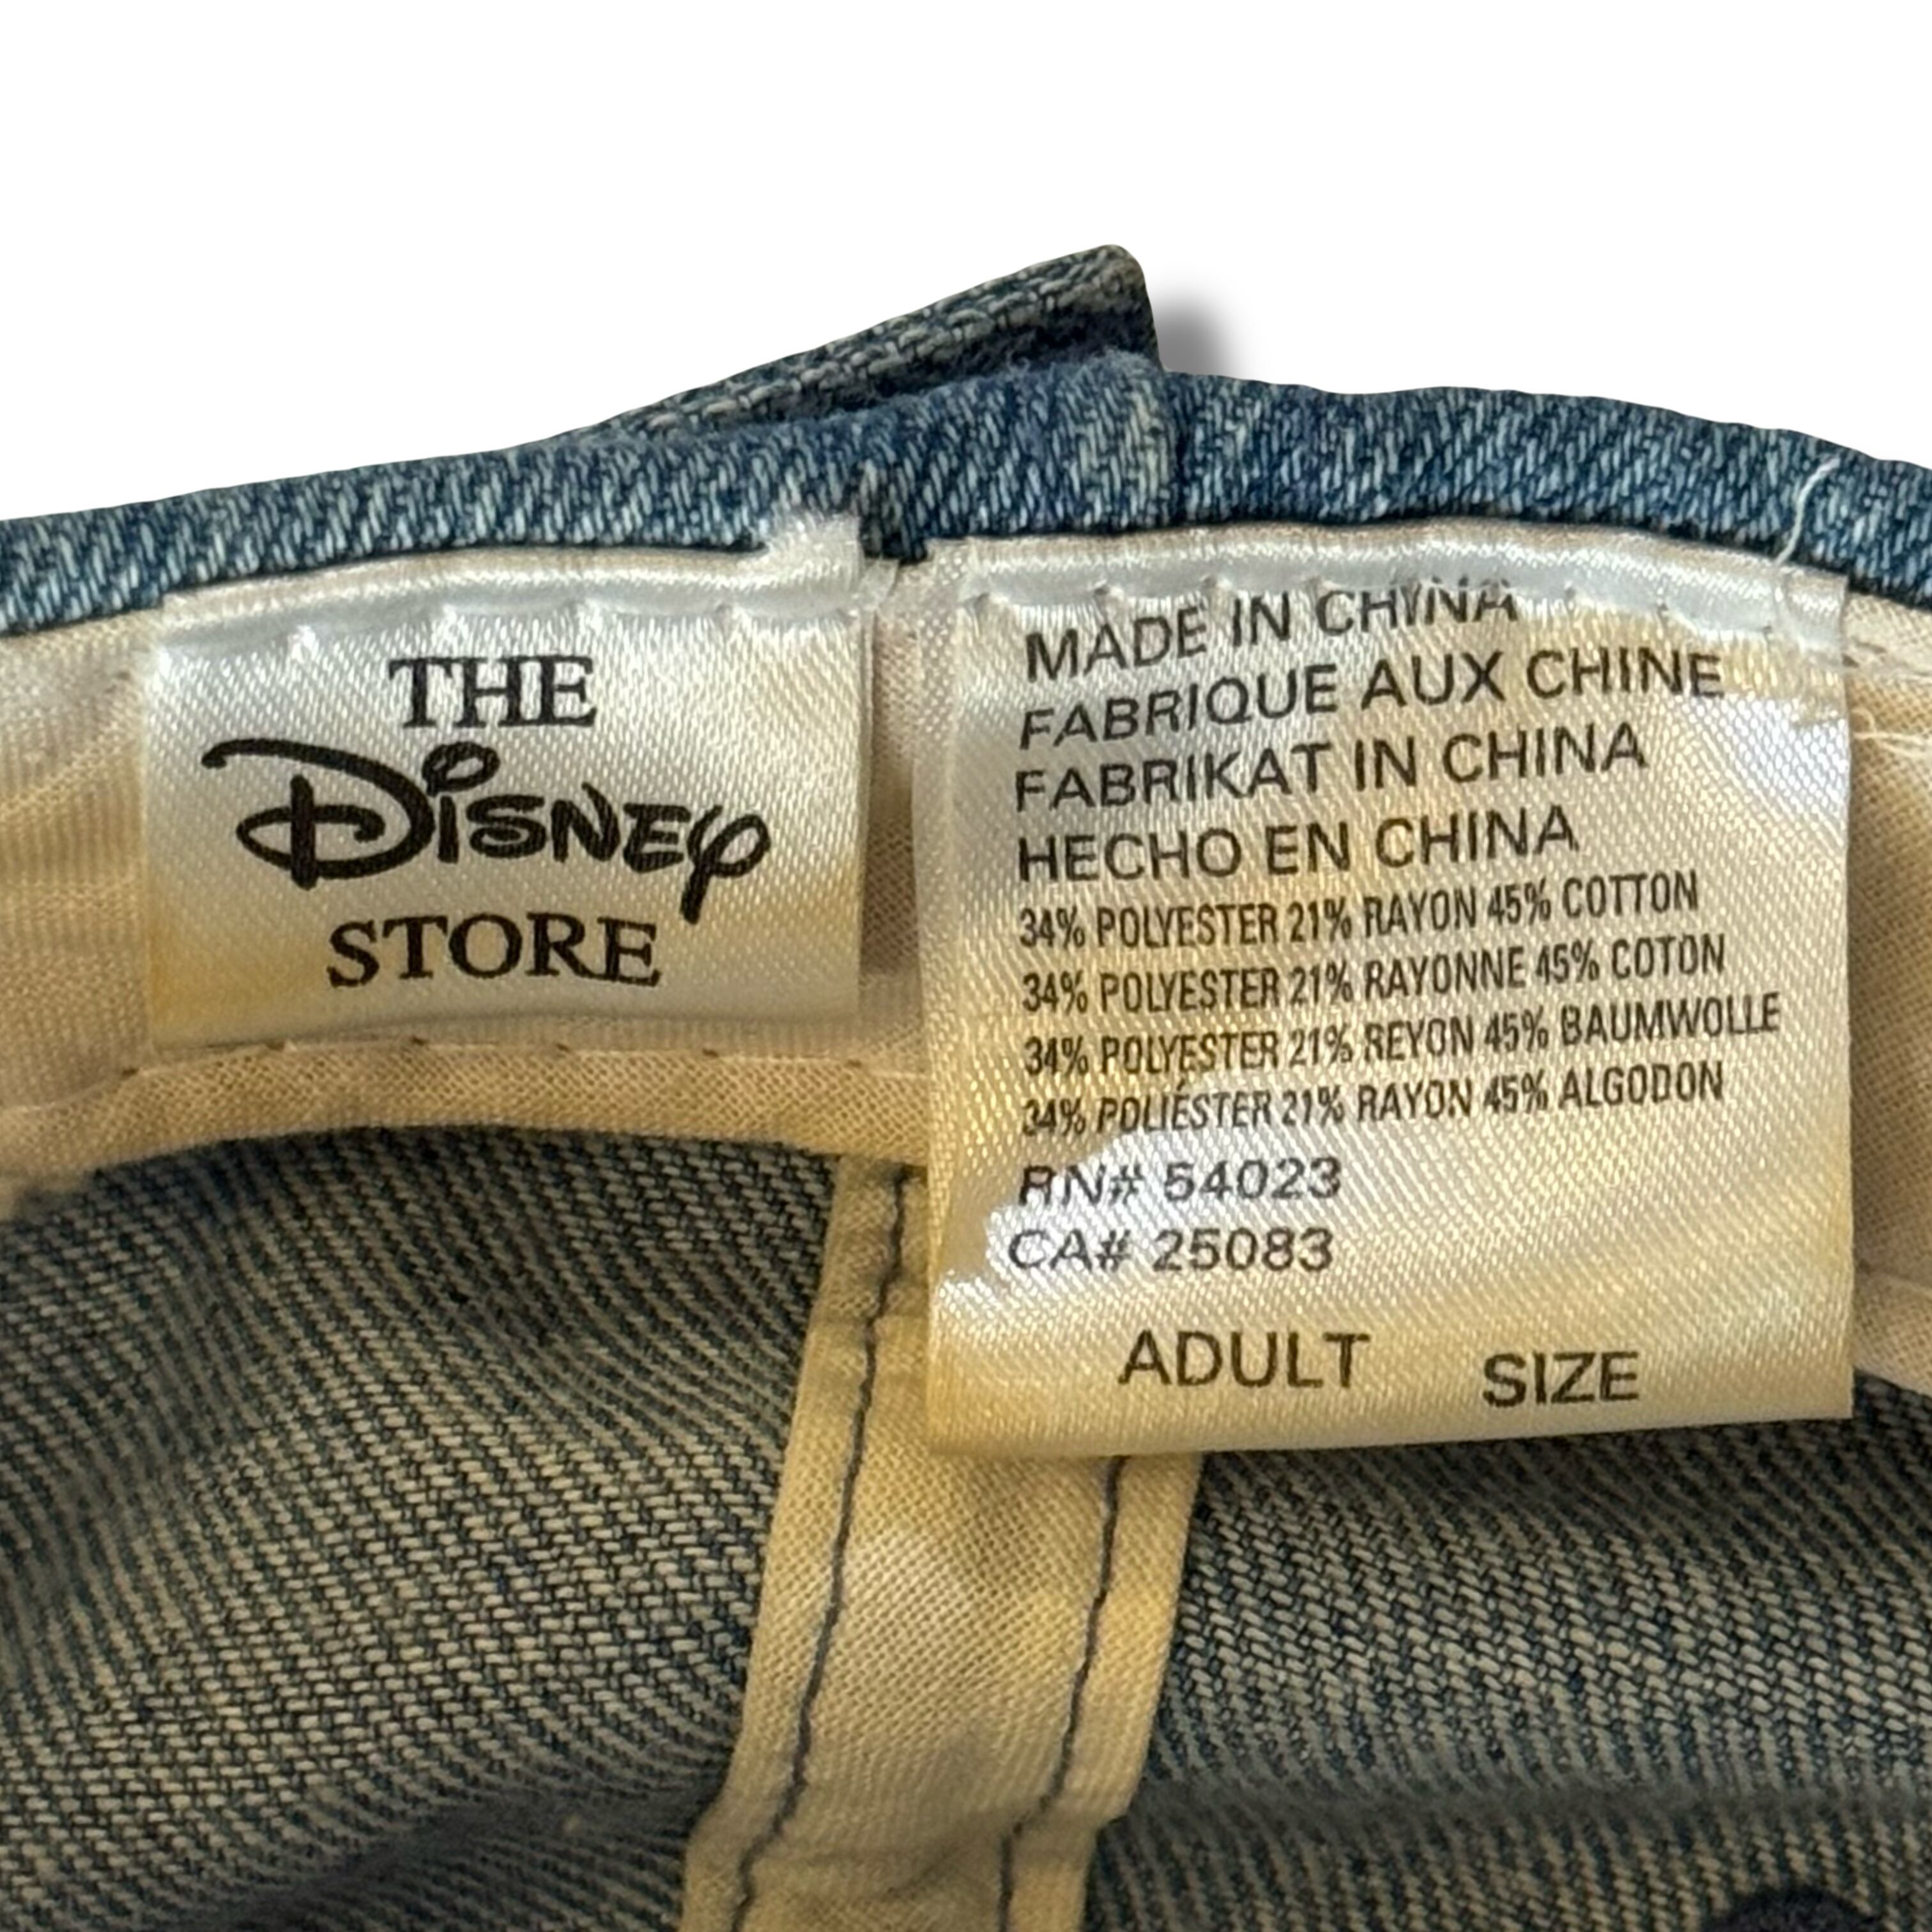 THE
Disney
STORE
MADE IN CHINA
FABRIQUE AUX CHINE
FABRIKAT IN CHINA
HECHO EN CHINA
34% POLYESTER 21% RAYON 45% COTTON
34% POLYESTER 21% RAYONNE 45% COTON
34% POLYESTER 21% REYON 45% BAUMWOLLE
34% POLIÉSTER 21% RAYON 45% ALGODON
RN# 54023
CA# 25083
ADULT SIZE